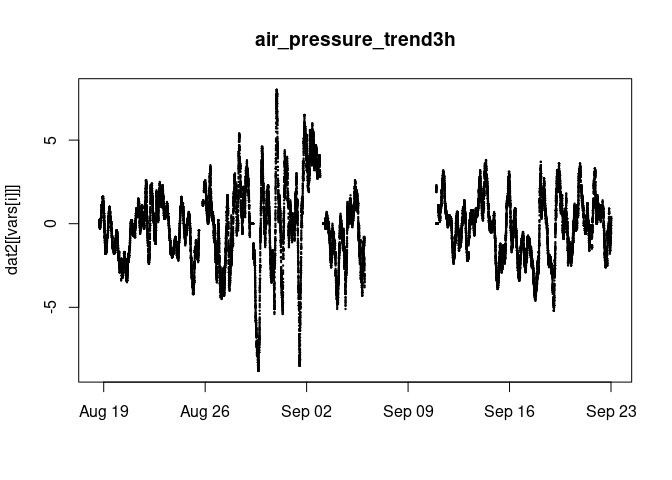 air_pressure_trend3h
dat2[[vars[i]]]
5
0
-5
Aug 19
Aug 26
Sep 02
Sep 09
Sep 16
Sep 23